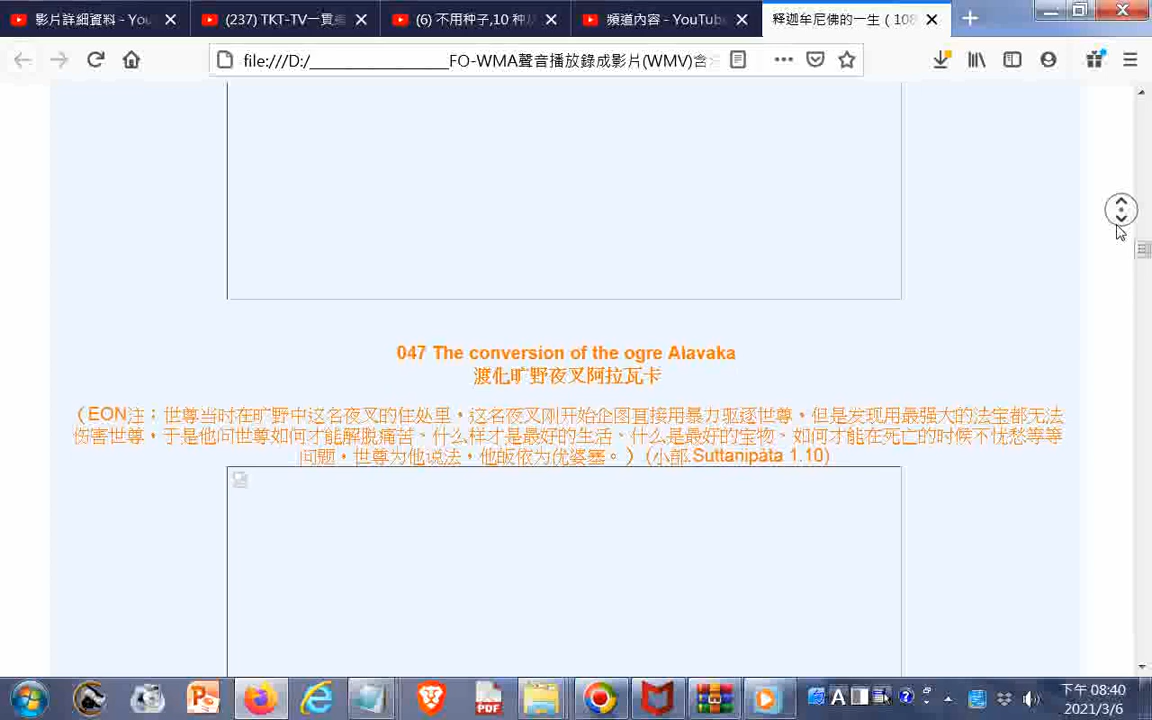 影片詳細資料 - You
(237) TKT-TV一貫
(6) 不用种子,10 种
頻道內容 - YouTub
释迦牟尼佛的一生（108
file:///D:/________________FO-WMA聲音播放錄成影片(WMV)含
047 The conversion of the ogre Alavaka
渡化旷野夜叉阿拉瓦卡
（EON注；世尊当时在旷野中这名夜叉的住处里，这名夜叉刚开始企图直接用暴力驱逐世尊，但是发现用最强大的法宝都无法
伤害世尊，于是他问世尊如何才能解脱痛苦、什么样才是最好的生活、什么是最好的宝物、如何才能在死亡的时候不忧愁等等
问题，世尊为他说法，他皈依为优婆塞。）(小部.Suttanipāta 1.10)
PDF
A
下午 08:40
2021/3/6